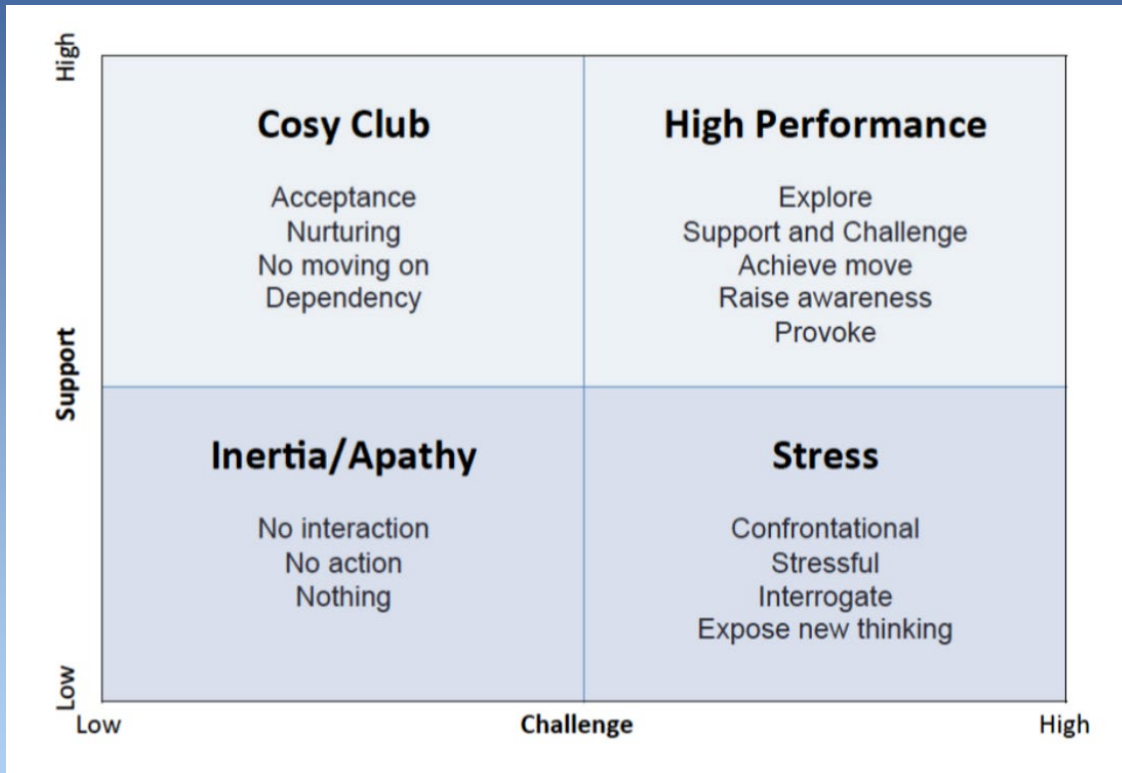 High
Cosy Club
Acceptance
Nurturing
No moving on
Dependency
High Performance
Explore
Support and Challenge
Achieve move
Raise awareness
Provoke
Support
Inertia/Apathy
No interaction
No action
Nothing
Stress
Confrontational
Stressful
Interrogate
Expose new thinking
Low
Low
Challenge
High